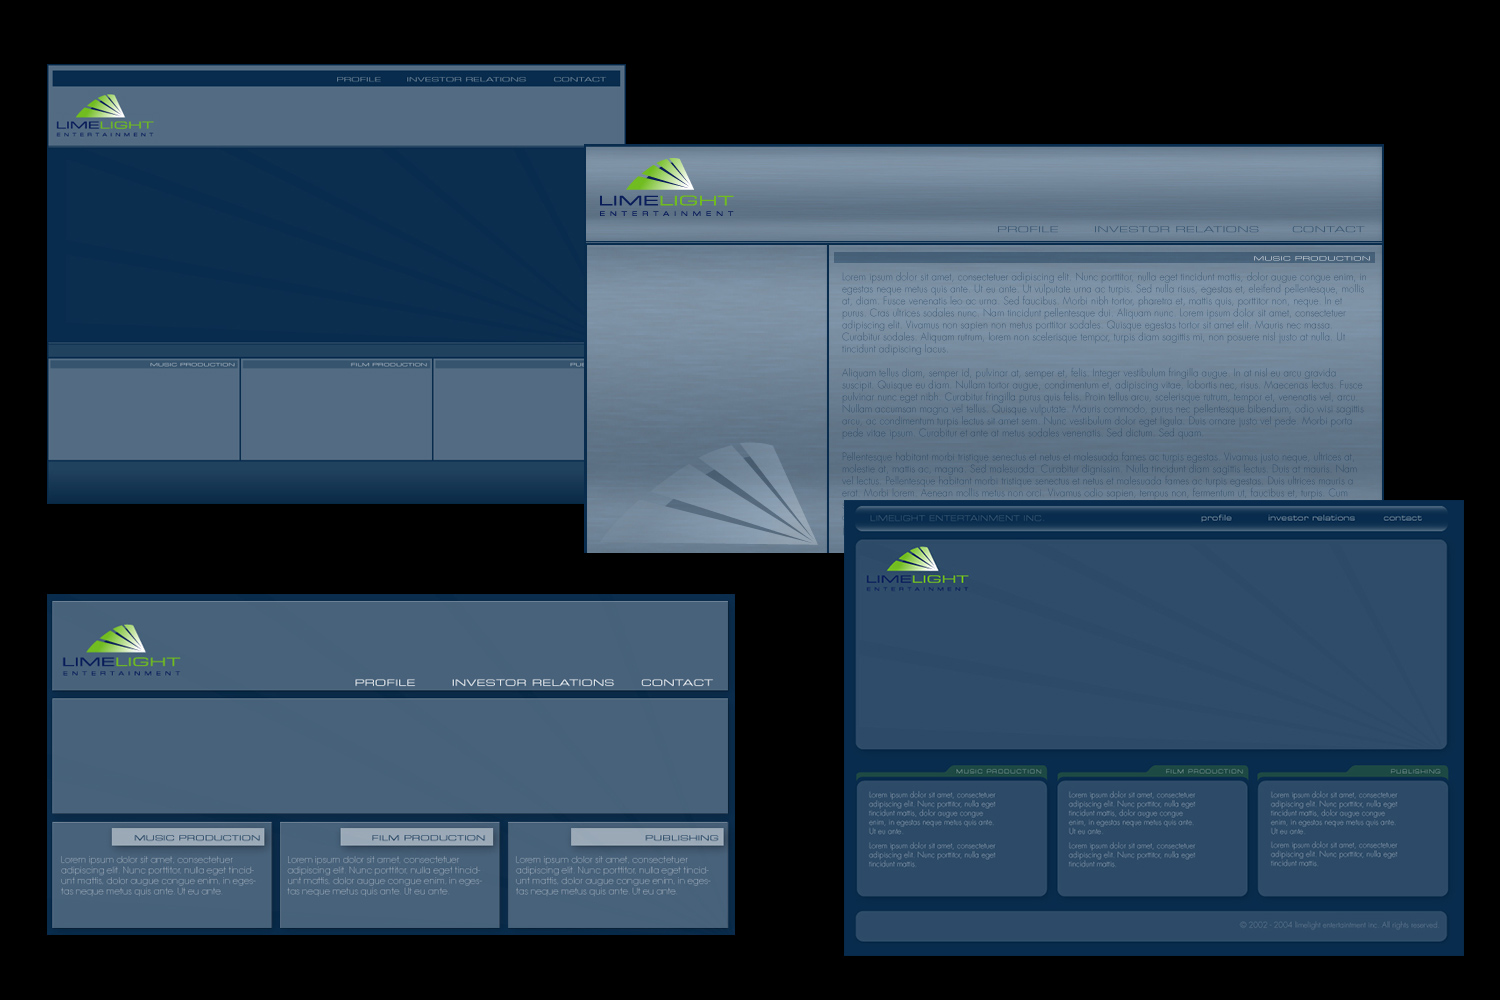 PROFILE INVESTOR RELATIONS CONTACT
LIMELIGHT
ENTERTAINMENT
MUSIC PRODUCTION FILM PRODUCTION PU
LIMELIGHT
ENTERTAINMENT
PROFILE INVESTOR RELATIONS CONTACT
MUSIC PRODUCTION
Lorem ipsum dolor sit amet, consectetuer adipiscing elit. Nunc porttitor, nulla eget tincidunt mattis, dolor augue congue enim, in
egestas neque metus quis ante. Ut eu ante. Ut vulputate urna ac turpis. Sed nulla risus, egestas et, eleifend pellentesque, mollis
at, diam. Fusce venenatis leo ac urna. Sed faucibus. Morbi nibh tortor, pharetra et, mattis quis, porttitor non, neque. In et
purus. Cras ultrices sodales nunc. Nam tincidunt pellentesque dui. Aliquam nunc. Lorem ipsum dolor sit amet, consectetuer
adipiscing elit. Vivamus non sapien non metus porttitor sodales. Quisque egestas tortor sit amet elit. Mauris nec massa.
Curabitur sodales. Aliquam rutrum, lorem non scelerisque tempor, turpis diam sagittis mi, non posuere nisl justo at nulla. Ut
tincidunt adipiscing lacus.
Aliquam tellus diam, semper id, pulvinar at, semper et, felis. Integer vestibulum fringilla augue. In at nisl eu arcu gravida
suscipit. Quisque eu diam. Nullam tortor augue, condimentum et, adipiscing vitae, lobortis nec, risus. Maecenas lectus. Fusce
pulvinar nunc eget nibh. Curabitur fringilla purus quis felis. Proin tellus arcu, scelerisque rutrum, tempor et, venenatis vel, arcu.
Nullam accumsan magna vel tellus. Quisque vulputate. Mauris commodo, purus nec pellentesque bibendum, odio wisi sagittis
arcu, ac condimentum turpis lectus sit amet sem. Nunc vestibulum dolor eget ligula. Duis ornare justo vel pede. Morbi porta
pede vitae ipsum. Curabitur et ante at metus sodales venenatis. Sed dictum. Sed quam.
Pellentesque habitant morbi tristique senectus et netus et malesuada fames ac turpis egestas. Vivamus justo neque, ultrices at,
molestie at, mattis ac, magna. Sed malesuada. Curabitur dignissim. Nulla tincidunt diam sagittis lectus. Duis at mauris. Nam
vel lectus. Pellentesque habitant morbi tristique senectus et netus et malesuada fames ac turpis egestas. Duis ultrices mauris a
erat. Morbi lorem. Aenean mollis metus non orci. Vivamus odio sapien, tempus non, fermentum ut, faucibus et, turpis. Cum
LIMELIGHT ENTERTAINMENT INC. profile investor relations contact
LIMELIGHT
ENTERTAINMENT
MUSIC PRODUCTION FILM PRODUCTION PUBLISHING
Lorem ipsum dolor sit amet, consectetuer
adipiscing elit. Nunc porttitor, nulla eget
tincidunt mattis, dolor augue congue
enim, in egestas neque metus quis ante.
Ut eu ante.
Lorem ipsum dolor sit amet, consectetuer
adipiscing elit. Nunc porttitor, nulla eget
tincidunt mattis.
Lorem ipsum dolor sit amet, consectetuer
adipiscing elit. Nunc porttitor, nulla eget
tincidunt mattis, dolor augue congue
enim, in egestas neque metus quis ante.
Ut eu ante.
Lorem ipsum dolor sit amet, consectetuer
adipiscing elit. Nunc porttitor, nulla eget
tincidunt mattis.
Lorem ipsum dolor sit amet, consectetuer
adipiscing elit. Nunc porttitor, nulla eget
tincidunt mattis, dolor augue congue
enim, in egestas neque metus quis ante.
Ut eu ante.
Lorem ipsum dolor sit amet, consectetuer
adipiscing elit. Nunc porttitor, nulla eget
tincidunt mattis.
© 2002 - 2004 limelight entertainment inc. All rights reserved.
LIMELIGHT
ENTERTAINMENT
PROFILE INVESTOR RELATIONS CONTACT
MUSIC PRODUCTION
Lorem ipsum dolor sit amet, consectetuer
adipiscing elit. Nunc porttitor, nulla eget tincid-
unt mattis, dolor augue congue enim, in eges-
tas neque metus quis ante. Ut eu ante.
FILM PRODUCTION
Lorem ipsum dolor sit amet, consectetuer
adipiscing elit. Nunc porttitor, nulla eget tincid-
unt mattis, dolor augue congue enim, in eges-
tas neque metus quis ante. Ut eu ante.
PUBLISHING
Lorem ipsum dolor sit amet, consectetuer
adipiscing elit. Nunc porttitor, nulla eget tincid-
unt mattis, dolor augue congue enim, in eges-
tas neque metus quis ante. Ut eu ante.